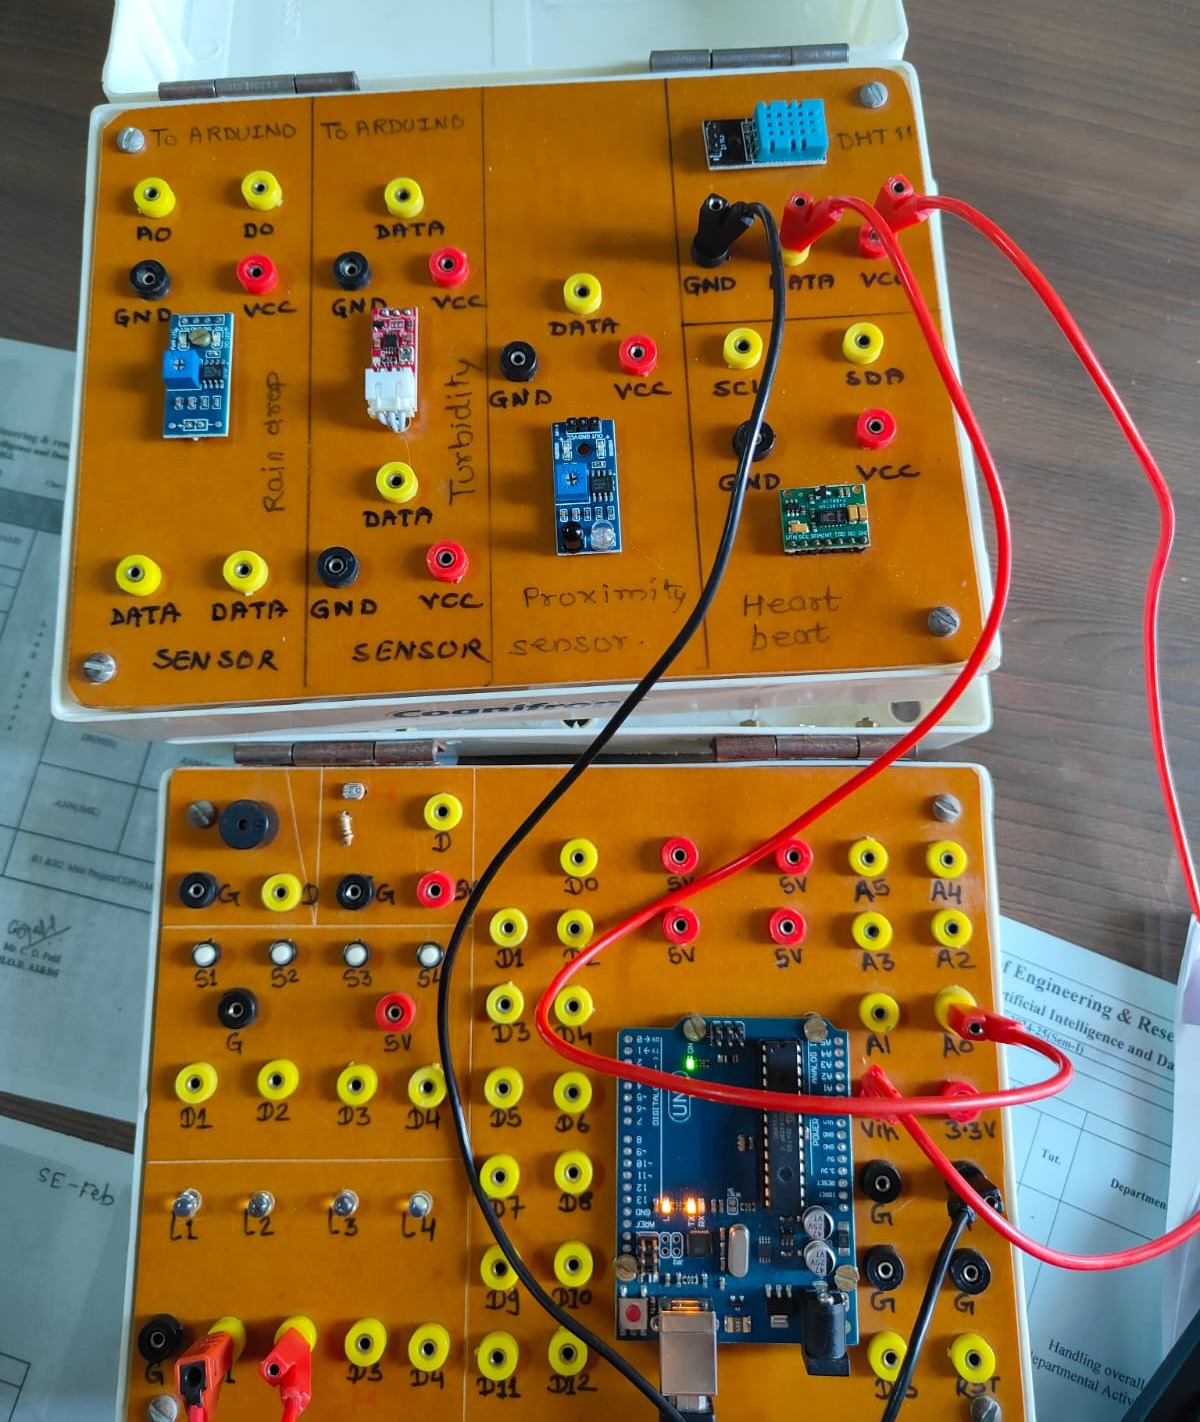 To ARDUINO
To ARDUINO
DHT 11
AO
DO
DATA
GND
VCC
GND
VCC
DATA
GND
DATA
VCC
GND
VCC
SCL
SDA
Rain drop
Turbidity
GND
VCC
DATA
DATA
DATA
GND
VCC
Proximity
sensor.
Heart
beat
SENSOR
SENSOR
Cognifron
D
G
D
G
5V
D0
5V
5V
A5
A4
S1
S2
S3
S4
D1
D2
5V
5V
A3
A2
G
5V
D3
D4
A1
A0
D1
D2
D3
D4
D5
D6
UN
Vin
3.3V
L1
L2
L3
L4
D7
D8
G
D9
D10
G
G
G
D3
D4
D11
D12
RST
SE-Feb
Mr. C. D. Patil
H.O.D. AI&DS
of Engineering & Rese
Artificial Intelligence and Da
2024-25(Sem-I)
Tut.
Departmen
Handling overall
departmental Activ